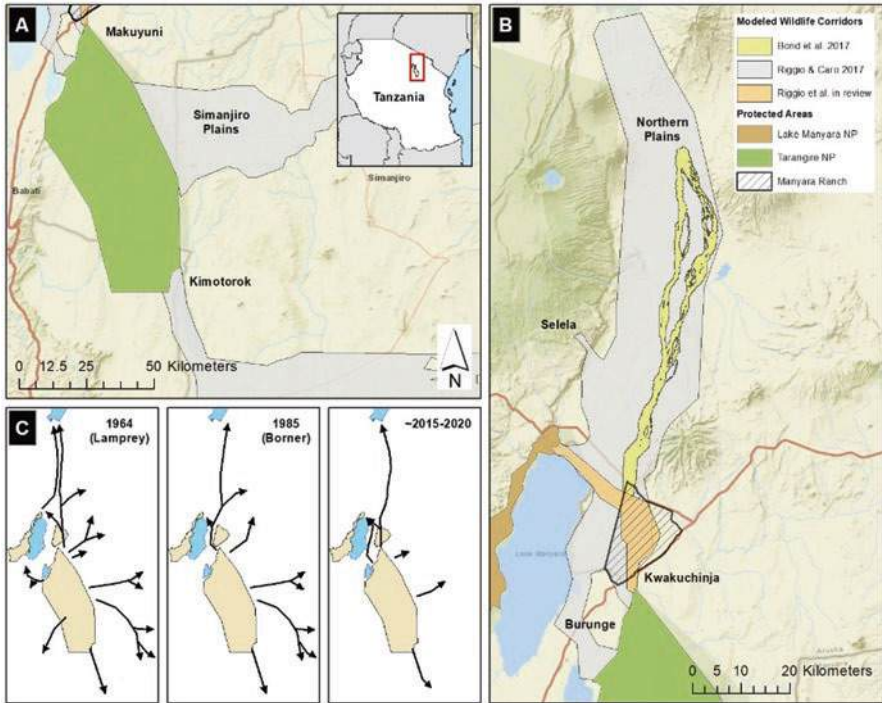 A
Makuyuni
Simanjiro
Plains
Tanzania
Simanjiro
Babati
Kimotorok
0 12.5 25 50 Kilometers
N
B
Modeled Wildlife Corridors
Bond et al. 2017
Riggio & Caro 2017
Riggio et al. in review
Protected Areas
Lake Manyara NP
Tarangire NP
Manyara Ranch
Northern
Plains
Selela
Lake Manyara
Kwakuchinja
Burunge
Arusha
0 5 10 20 Kilometers
C
1964
(Lamprey)
1985
(Borner)
~2015-2020